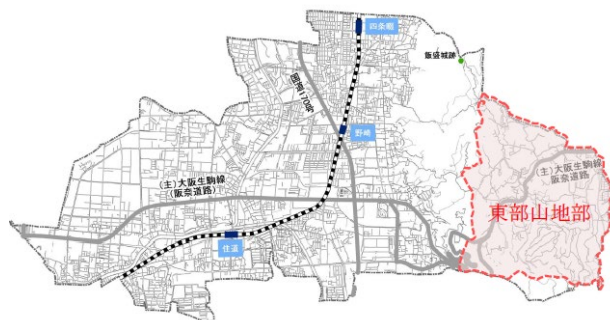 四条畷
飯盛城跡
国道170号
野崎
(主)大阪生駒線
(阪奈道路)
(主)大阪生駒線
(阪奈道路)
東部山地部
住道